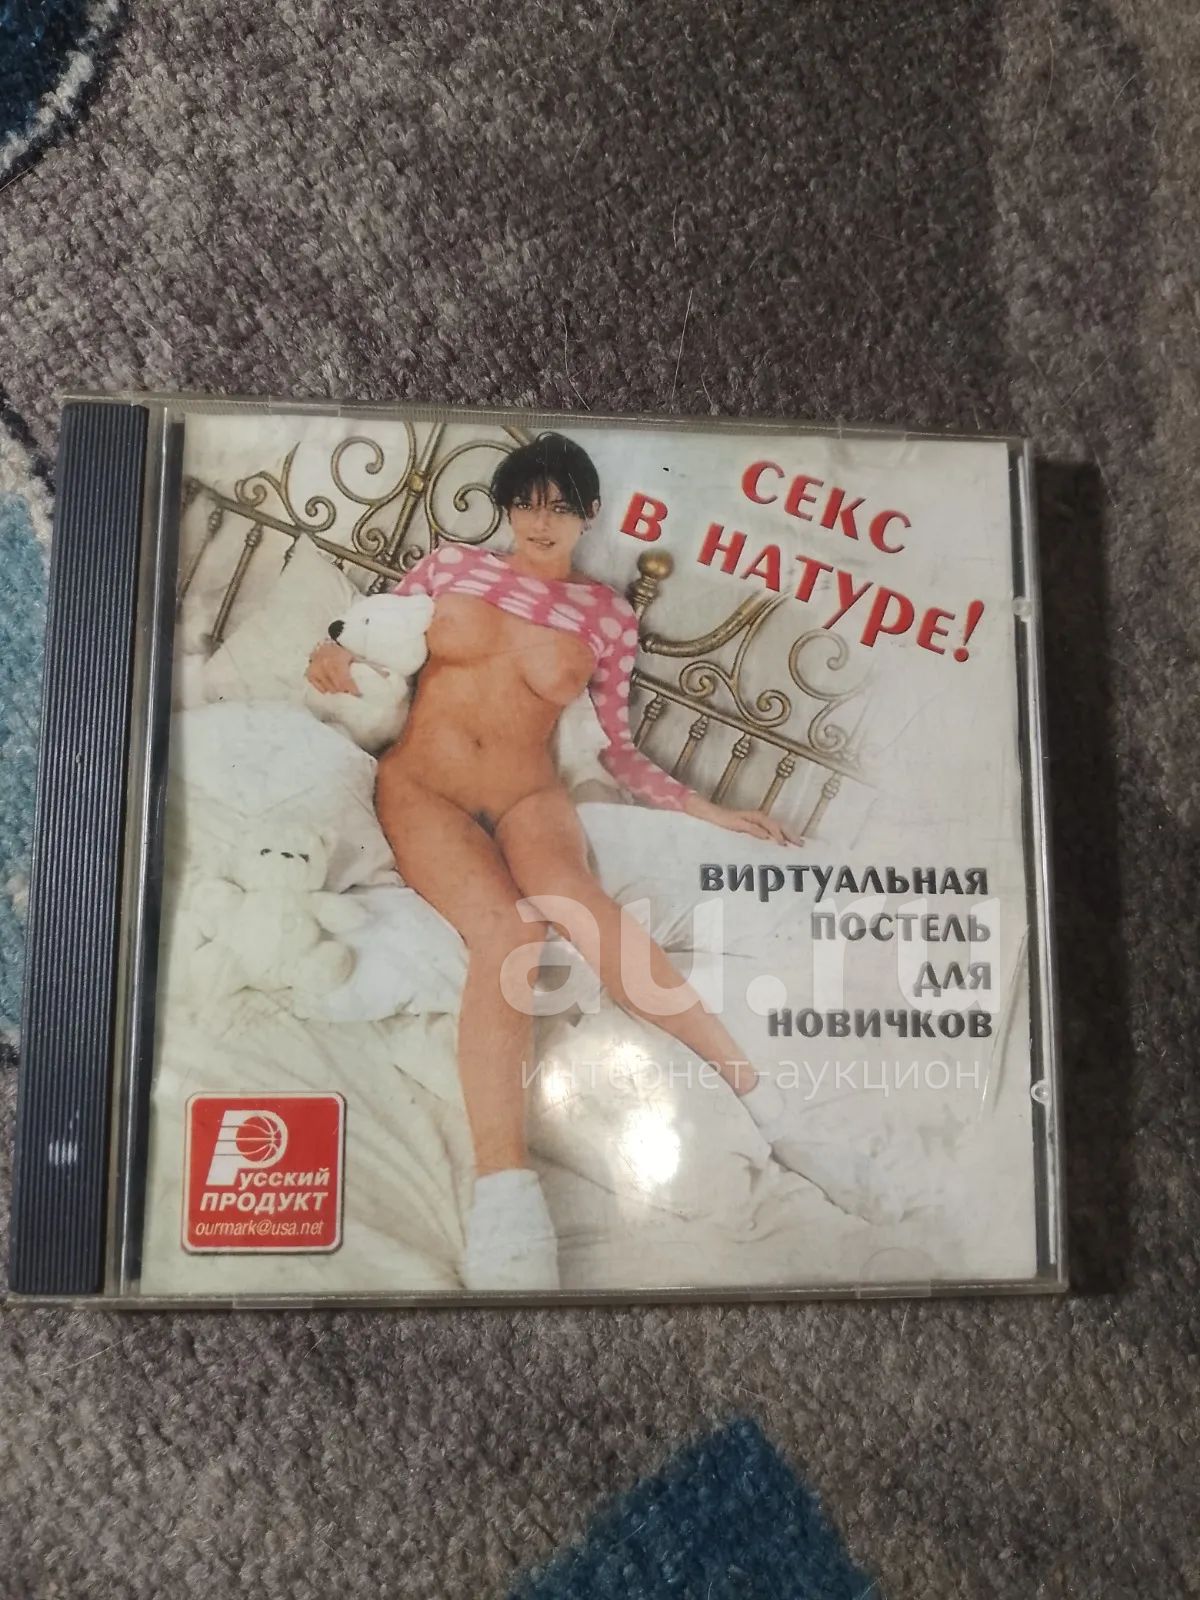 СЕКС
В НАТУРЕ!
ВИРТУАЛЬНАЯ
ПОСТЕЛЬ
ДЛЯ
НОВИЧКОВ
au.ru
интернет-аукцион
Русский
ПРОДУКТ
ourmark@usa.net